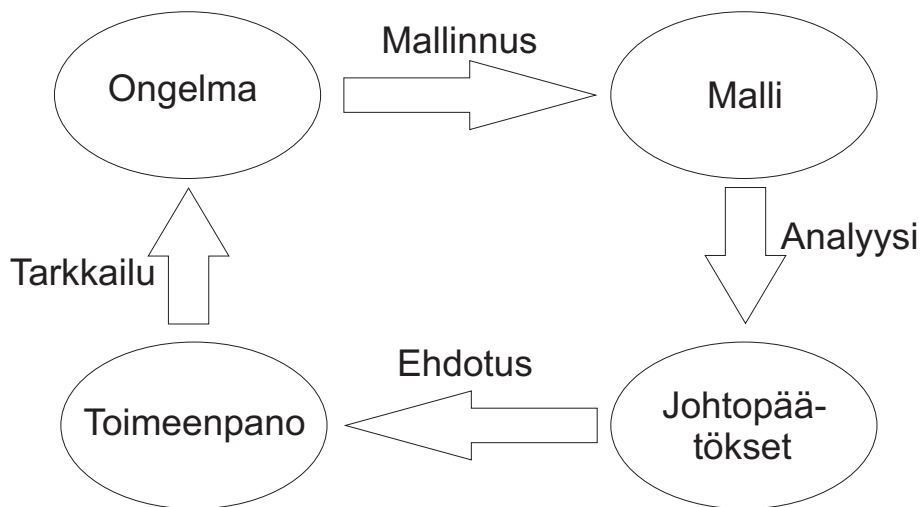 Mallinnus
Ongelma
Malli
Analyysi
Tarkkailu
Ehdotus
Toimeenpano
Johtopää-
tökset